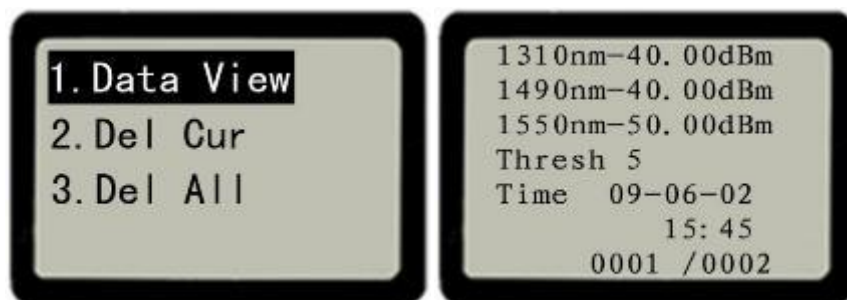 1.Data View
2.Del Cur
3.Del All
1310nm-40.00dBm
1490nm-40.00dBm
1550nm-50.00dBm
Thresh 5
Time 09-06-02
15:45
0001 /0002